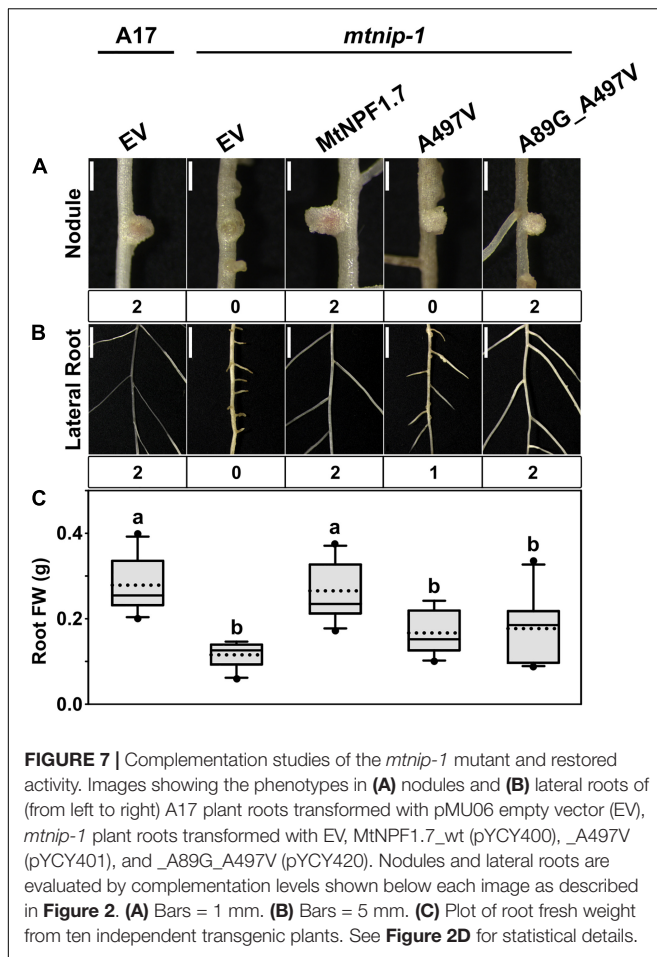 A17
mtnip-1
EV
EV
MtNPF1.7
A497V
A89G_A497V
A
Nodule
2 0 2 0 2
B
Lateral Root
2 0 2 1 2
C
Root FW (g)
0.4
0.2
0.0
a
b
a
b
b
FIGURE 7 | Complementation studies of the mtnip-1 mutant and restored
activity. Images showing the phenotypes in (A) nodules and (B) lateral roots of
(from left to right) A17 plant roots transformed with pMU06 empty vector (EV),
mtnip-1 plant roots transformed with EV, MtNPF1.7_wt (pYCY400), _A497V
(pYCY401), and _A89G_A497V (pYCY420). Nodules and lateral roots are
evaluated by complementation levels shown below each image as described
in Figure 2. (A) Bars = 1 mm. (B) Bars = 5 mm. (C) Plot of root fresh weight
from ten independent transgenic plants. See Figure 2D for statistical details.